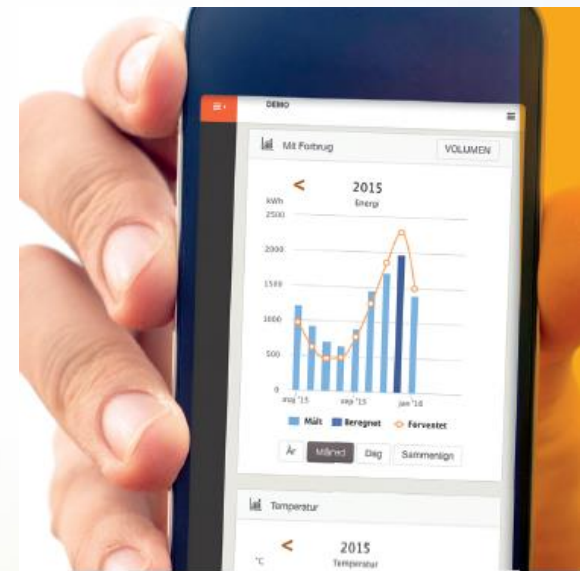 DEMO
Mit Forbrug
VOLUMEN
<
2015
Energi
kWh
2500
2000
1500
1000
500
0
maj '15
sep '15
jan '16
Målt
Beregnet
Forventet
År
Måned
Dag
Sammenlign
Temperatur
<
2015
°C
Temperatur